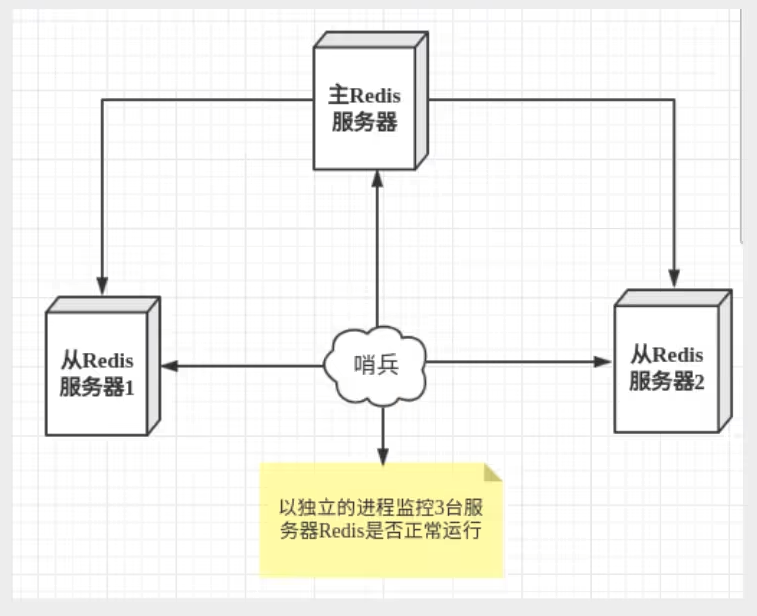 主Redis
服务器
从Redis
服务器1
哨兵
从Redis
服务器2
以独立的进程监控3台服
务器Redis是否正常运行